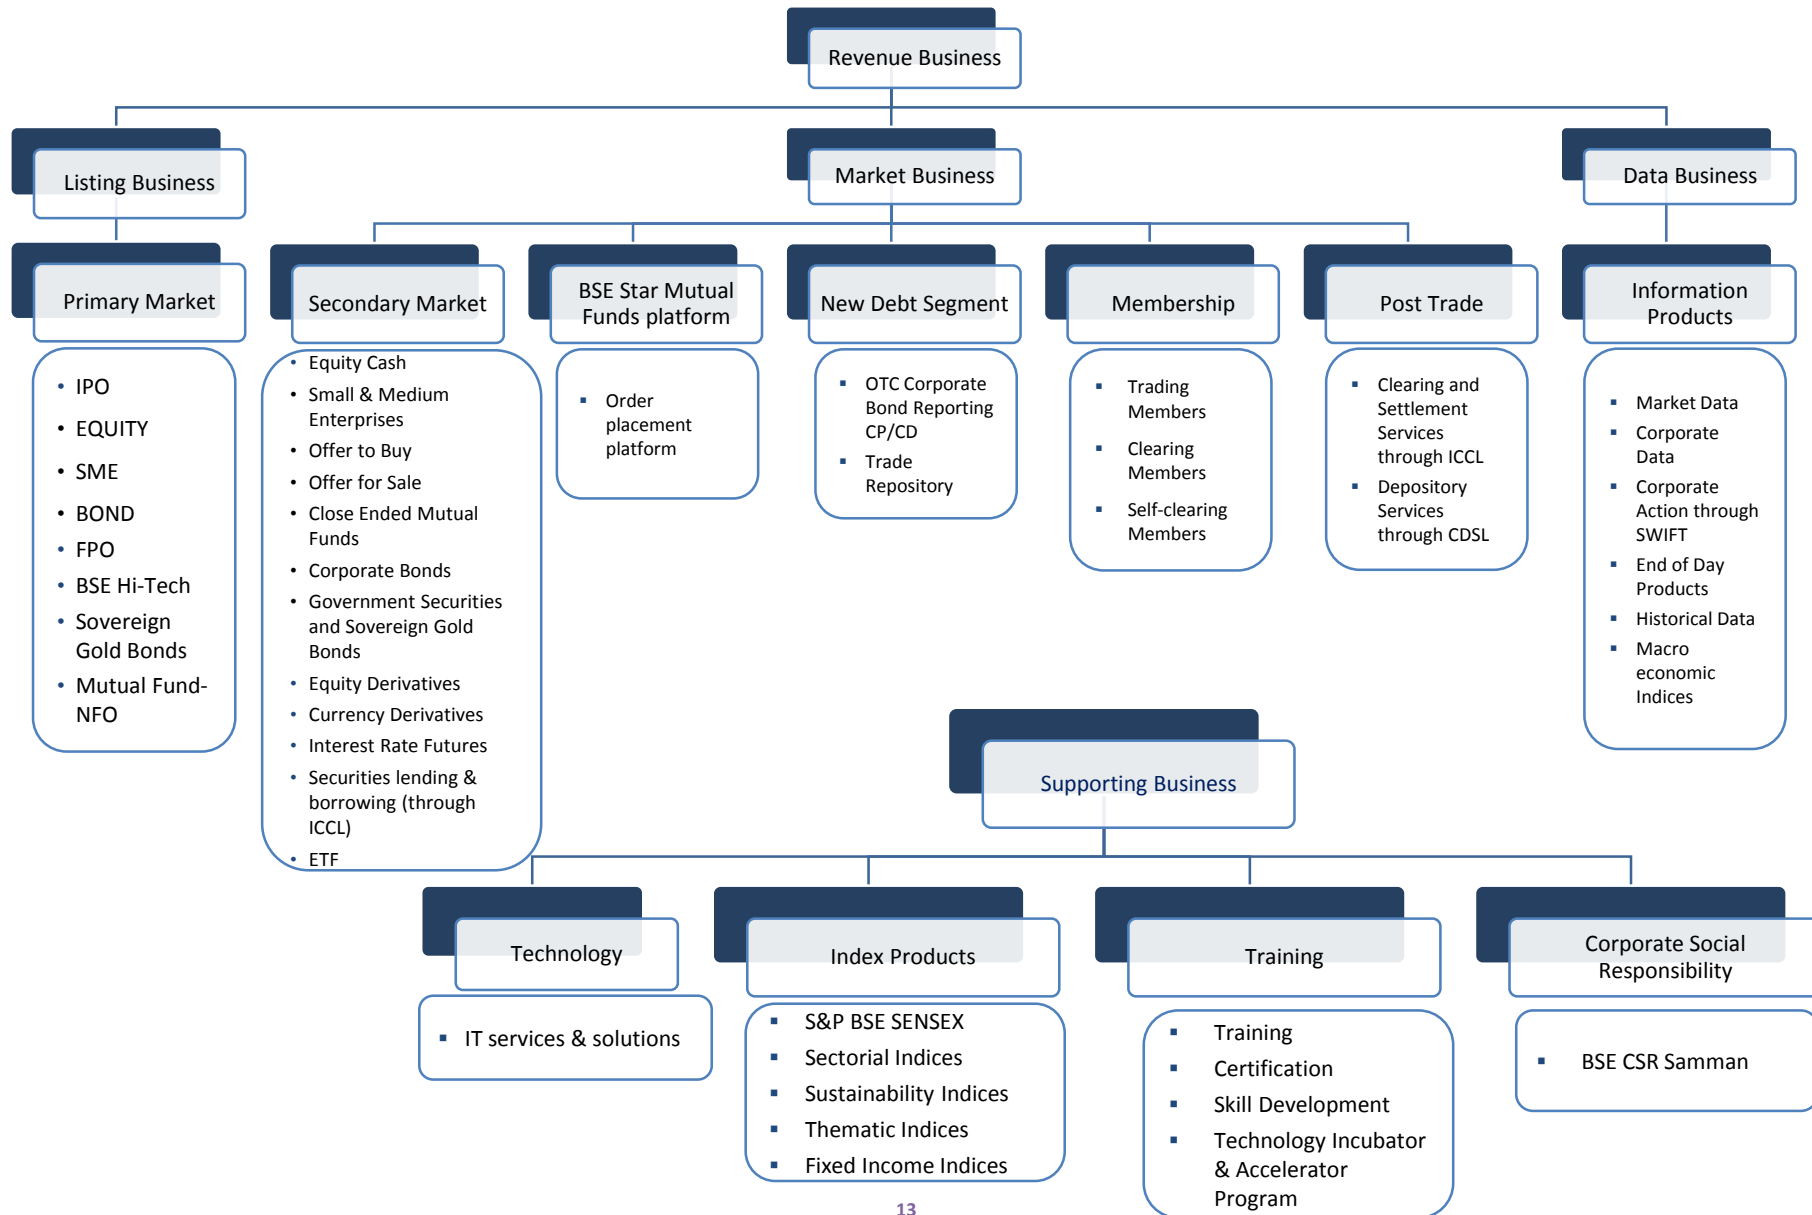 Revenue Business
Listing Business
Market Business
Data Business
Primary Market
Secondary Market
BSE Star Mutual
Funds platform
New Debt Segment
Membership
Post Trade
Information
Products
• IPO
• EQUITY
• SME
• BOND
• FPO
• BSE Hi-Tech
• Sovereign
Gold Bonds
• Mutual Fund-
NFO
• Equity Cash
• Small & Medium
Enterprises
• Offer to Buy
• Offer for Sale
• Close Ended Mutual
Funds
• Corporate Bonds
• Government Securities
and Sovereign Gold
Bonds
• Equity Derivatives
• Currency Derivatives
• Interest Rate Futures
• Securities lending &
borrowing (through
ICCL)
• ETF
▪ Order
placement
platform
▪ OTC Corporate
Bond Reporting
CP/CD
▪ Trade
Repository
▪ Trading
Members
▪ Clearing
Members
▪ Self-clearing
Members
▪ Clearing and
Settlement
Services
through ICCL
▪ Depository
Services
through CDSL
▪ Market Data
▪ Corporate
Data
▪ Corporate
Action through
SWIFT
▪ End of Day
Products
▪ Historical Data
▪ Macro
economic
Indices
Supporting Business
Technology
Index Products
Training
Corporate Social
Responsibility
▪ IT services & solutions
▪ S&P BSE SENSEX
▪ Sectorial Indices
▪ Sustainability Indices
▪ Thematic Indices
▪ Fixed Income Indices
▪ Training
▪ Certification
▪ Skill Development
▪ Technology Incubator
& Accelerator
Program
▪ BSE CSR Samman
13